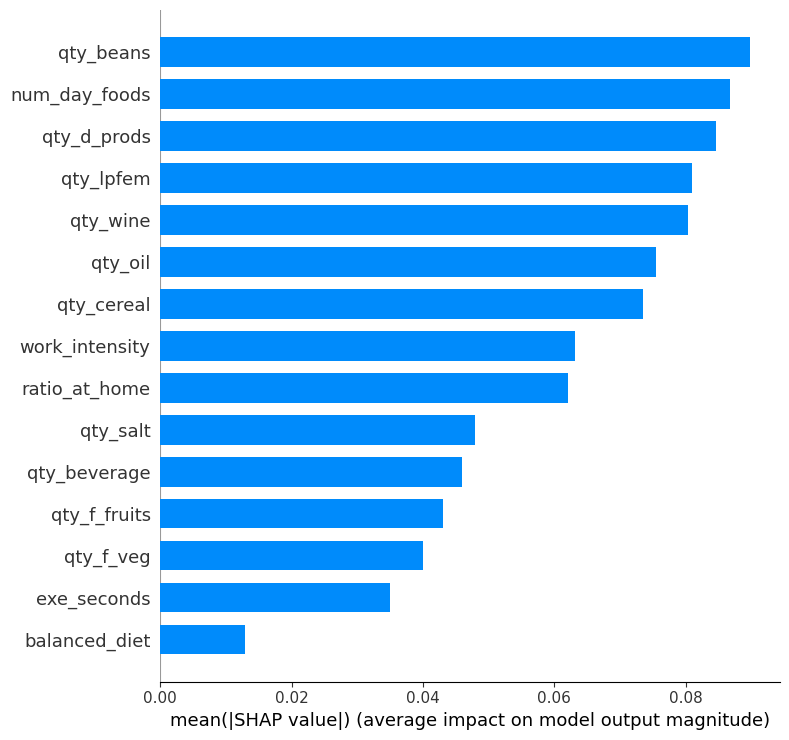 qty_beans
num_day_foods
qty_d_prods
qty_lpfem
qty_wine
qty_oil
qty_cereal
work_intensity
ratio_at_home
qty_salt
qty_beverage
qty_f_fruits
qty_f_veg
exe_seconds
balanced_diet
0.00 0.02 0.04 0.06 0.08
mean(|SHAP value|) (average impact on model output magnitude)